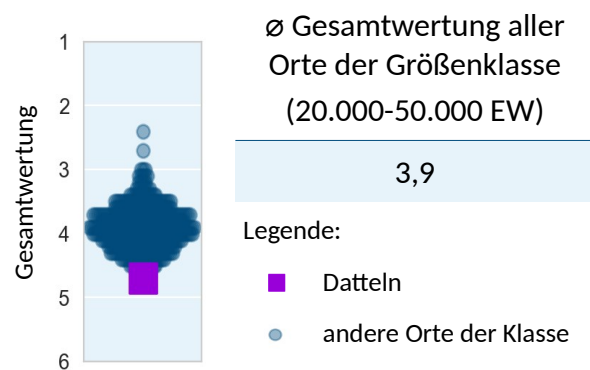 ø Gesamtwertung aller
Orte der Größenklasse
(20.000-50.000 EW)
3,9
Legende:
Datteln
andere Orte der Klasse
Gesamtwertung
1
2
3
4
5
6